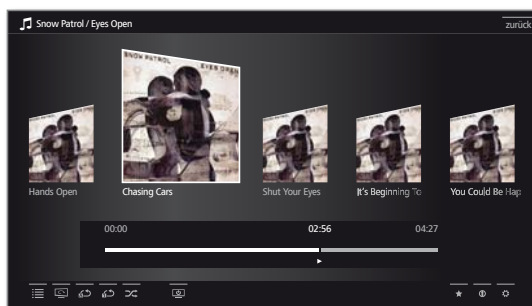 Snow Patrol / Eyes Open
zurück
SNOW PATROL EYES OPEN
Hands Open
Chasing Cars
Shut Your Eyes
It's Beginning To
You Could Be Hap
00:00 02:56 04:27